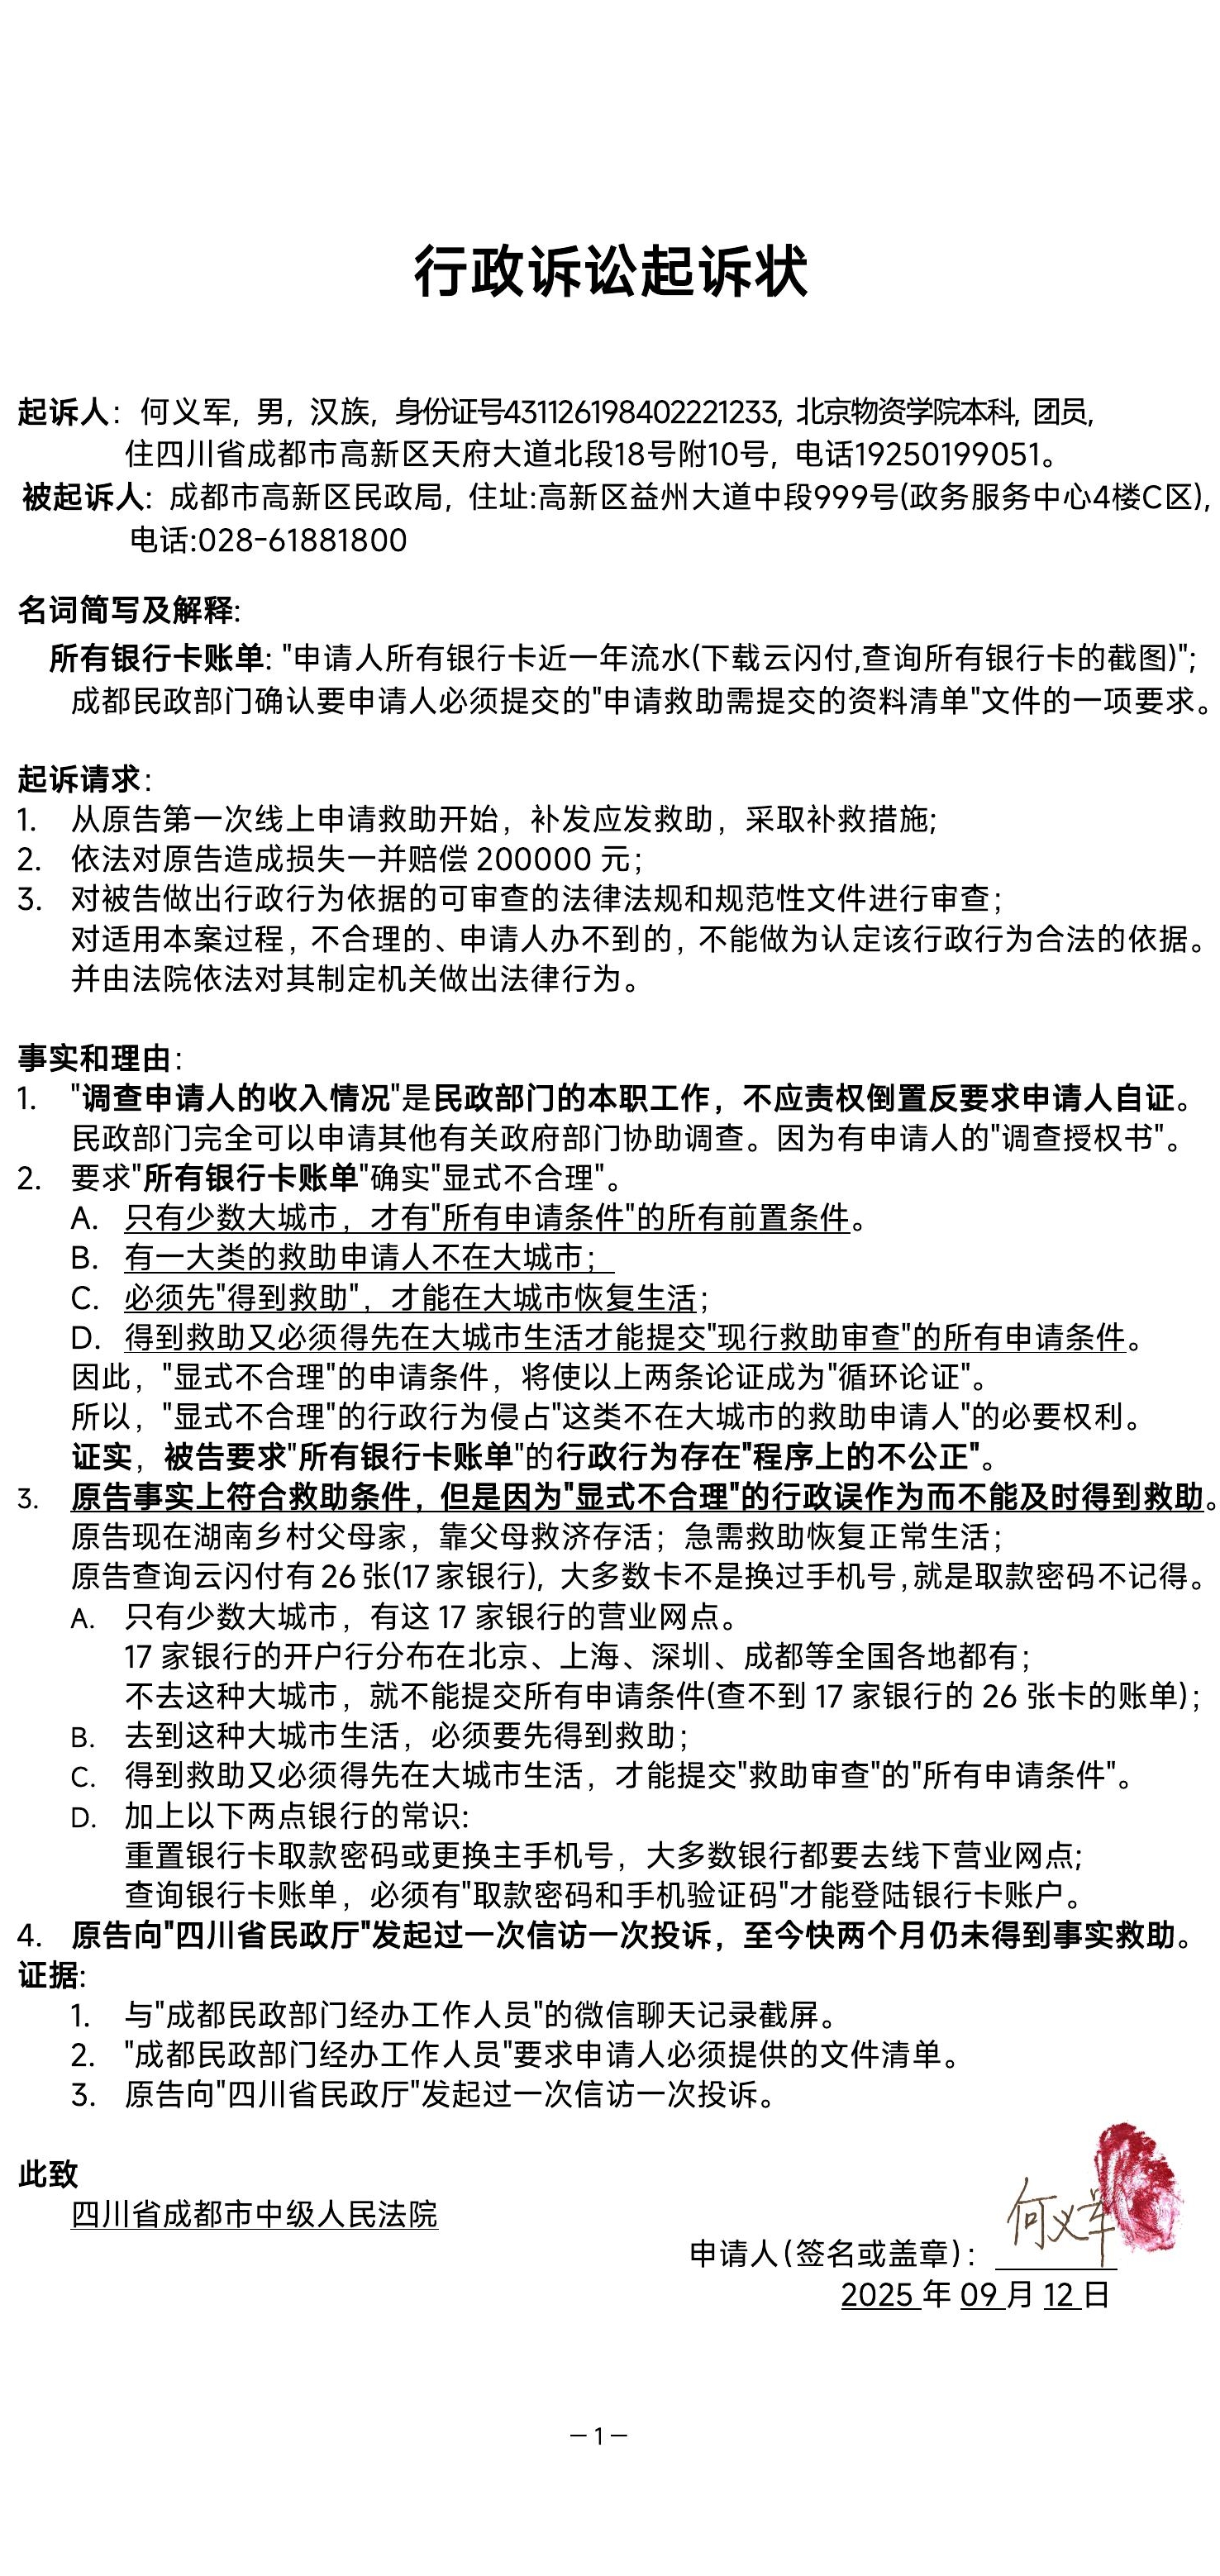 行政诉讼起诉状
起诉人：何义军，男，汉族，身份证号431126198402221233，北京物资学院本科，团员，
住四川省成都市高新区天府大道北段18号附10号，电话19250199051。
被起诉人：成都市高新区民政局，住址:高新区益州大道中段999号(政务服务中心4楼C区)，
电话:028-61881800
名词简写及解释:
所有银行卡账单: "申请人所有银行卡近一年流水(下载云闪付,查询所有银行卡的截图)";
成都民政部门确认要申请人必须提交的"申请救助需提交的资料清单"文件的一项要求。
起诉请求：
1. 从原告第一次线上申请救助开始，补发应发救助，采取补救措施;
2. 依法对原告造成损失一并赔偿 200000 元；
3. 对被告做出行政行为依据的可审查的法律法规和规范性文件进行审查；
对适用本案过程，不合理的、申请人办不到的，不能做为认定该行政行为合法的依据。
并由法院依法对其制定机关做出法律行为。
事实和理由：
1. "调查申请人的收入情况"是民政部门的本职工作，不应责权倒置反要求申请人自证。
民政部门完全可以申请其他有关政府部门协助调查。因为有申请人的"调查授权书"。
2. 要求"所有银行卡账单"确实"显式不合理"。
A. 只有少数大城市，才有"所有申请条件"的所有前置条件。
B. 有一大类的救助申请人不在大城市；
C. 必须先"得到救助"，才能在大城市恢复生活；
D. 得到救助又必须得先在大城市生活才能提交"现行救助审查"的所有申请条件。
因此，"显式不合理"的申请条件，将使以上两条论证成为"循环论证"。
所以，"显式不合理"的行政行为侵占"这类不在大城市的救助申请人"的必要权利。
证实，被告要求"所有银行卡账单"的行政行为存在"程序上的不公正"。
3. 原告事实上符合救助条件，但是因为"显式不合理"的行政误作为而不能及时得到救助。
原告现在湖南乡村父母家，靠父母救济存活；急需救助恢复正常生活；
原告查询云闪付有 26 张(17 家银行)，大多数卡不是换过手机号,就是取款密码不记得。
A. 只有少数大城市，有这 17 家银行的营业网点。
17 家银行的开户行分布在北京、上海、深圳、成都等全国各地都有；
不去这种大城市，就不能提交所有申请条件(查不到 17 家银行的 26 张卡的账单)；
B. 去到这种大城市生活，必须要先得到救助；
C. 得到救助又必须得先在大城市生活，才能提交"救助审查"的"所有申请条件"。
D. 加上以下两点银行的常识:
重置银行卡取款密码或更换主手机号，大多数银行都要去线下营业网点;
查询银行卡账单，必须有"取款密码和手机验证码"才能登陆银行卡账户。
4. 原告向"四川省民政厅"发起过一次信访一次投诉，至今快两个月仍未得到事实救助。
证据:
1. 与"成都民政部门经办工作人员"的微信聊天记录截屏。
2. "成都民政部门经办工作人员"要求申请人必须提供的文件清单。
3. 原告向"四川省民政厅"发起过一次信访一次投诉。
此致
四川省成都市中级人民法院
申请人（签名或盖章）：何义军
2025 年 09 月 12 日
— 1 —